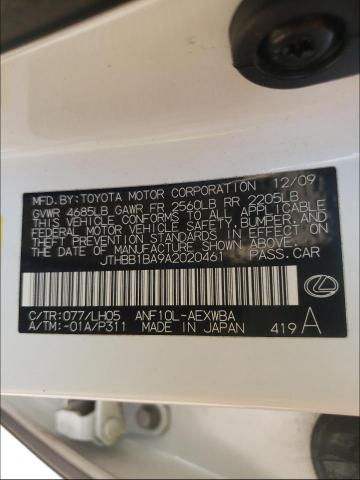 MFD. BY: TOYOTA MOTOR CORPORATION 12/09
GVWR 4685LB GAWR FR 2560LB RR 2205LB
THIS VEHICLE CONFORMS TO ALL APPLICABLE
FEDERAL MOTOR VEHICLE SAFETY, BUMPER, AND
THEFT PREVENTION STANDARDS IN EFFECT ON
THE DATE OF MANUFACTURE SHOWN ABOVE.
JTHBB1BA9A2020461 PASS. CAR
C/TR: 077/LH05 ANF10L-AEXWBA
A/TM: -01A/P311 MADE IN JAPAN 419 A